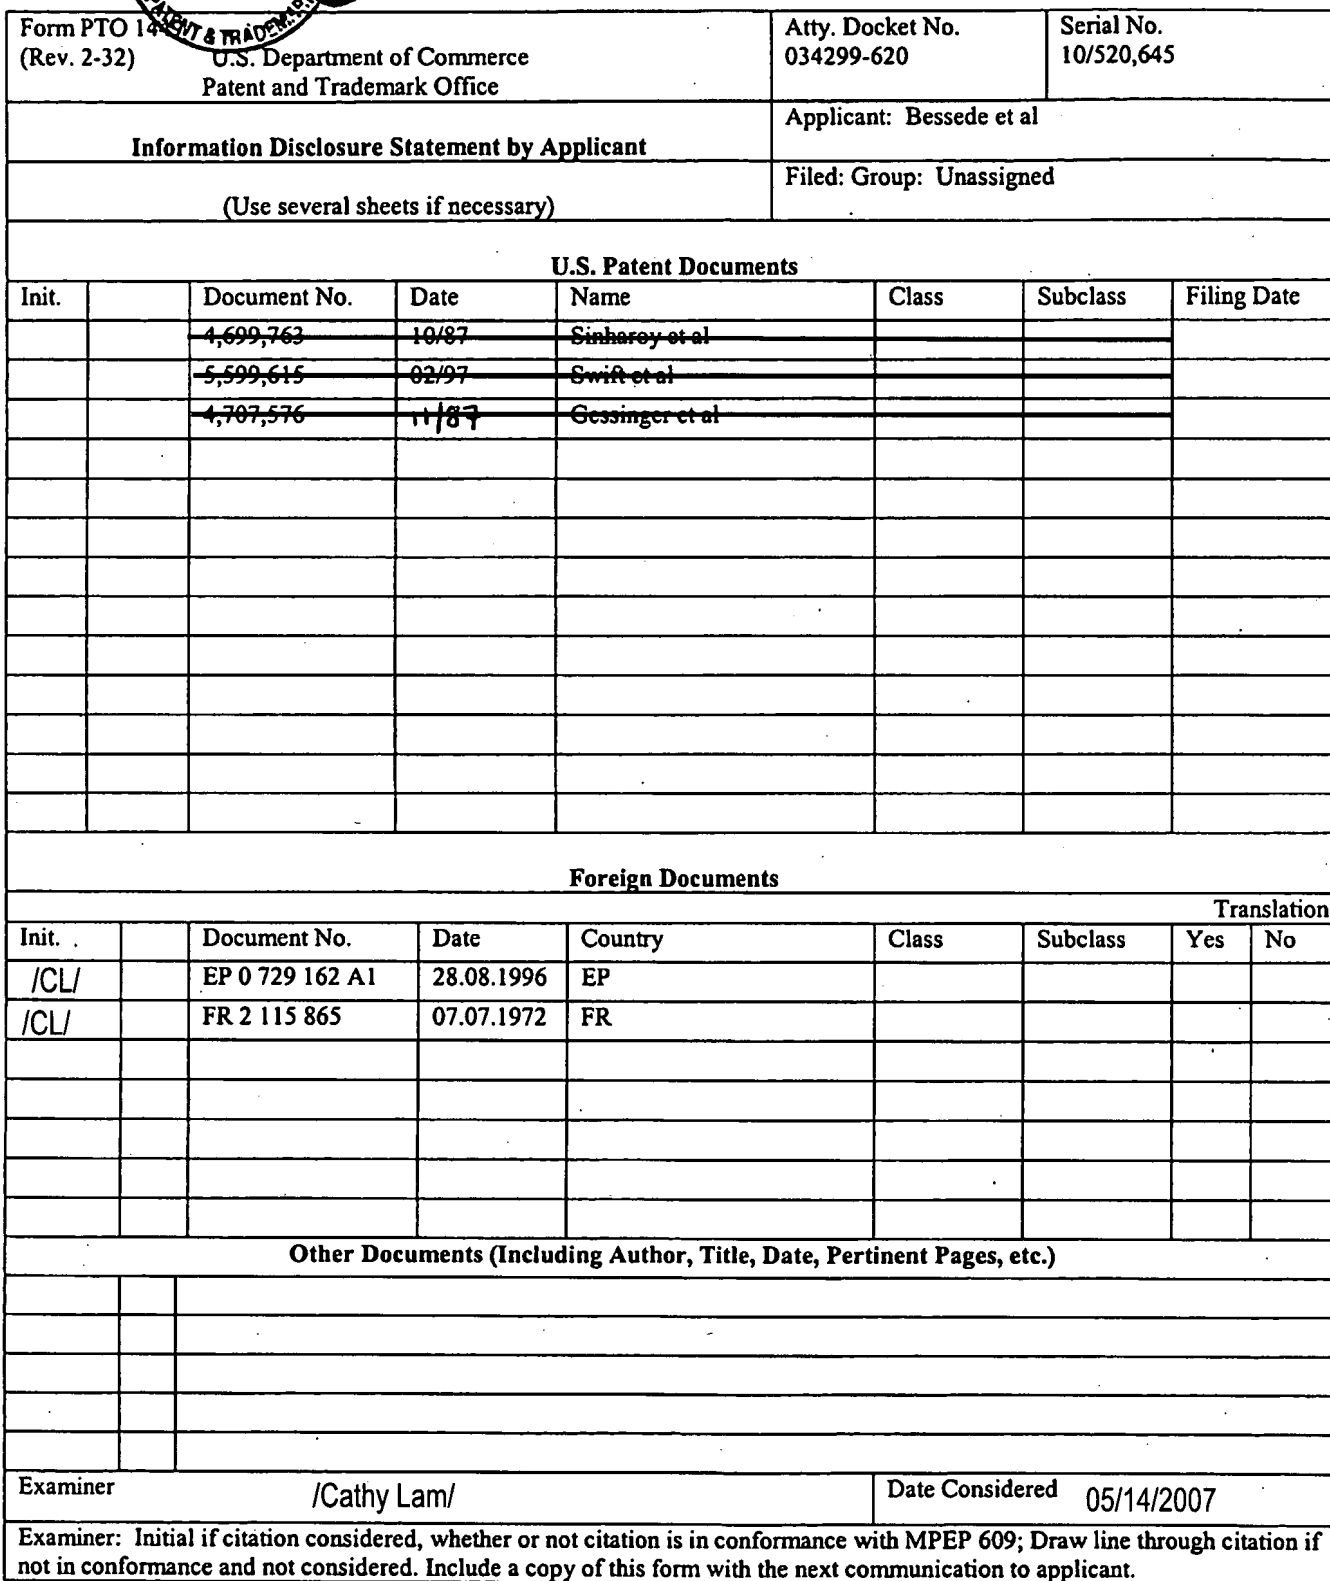 PATENT & TRADEMAR
Form PTO 14
(Rev. 2-32)
U.S. Department of Commerce
Patent and Trademark Office
Atty. Docket No.
034299-620
Serial No.
10/520,645
Information Disclosure Statement by Applicant
Applicant: Bessede et al
(Use several sheets if necessary)
Filed: Group: Unassigned
U.S. Patent Documents
Init. Document No. Date Name Class Subclass Filing Date
4,699,763 10/87 Sinharoy et al
5,599,615 02/97 Swift et al
4,707,576 11/87 Gessinger et al
Foreign Documents
Translation
Init. . Document No. Date Country Class Subclass Yes No
/CL/ EP 0 729 162 A1 28.08.1996 EP
/CL/ FR 2 115 865 07.07.1972 FR
Other Documents (Including Author, Title, Date, Pertinent Pages, etc.)
Examiner /Cathy Lam/ Date Considered 05/14/2007
Examiner: Initial if citation considered, whether or not citation is in conformance with MPEP 609; Draw line through citation if
not in conformance and not considered. Include a copy of this form with the next communication to applicant.